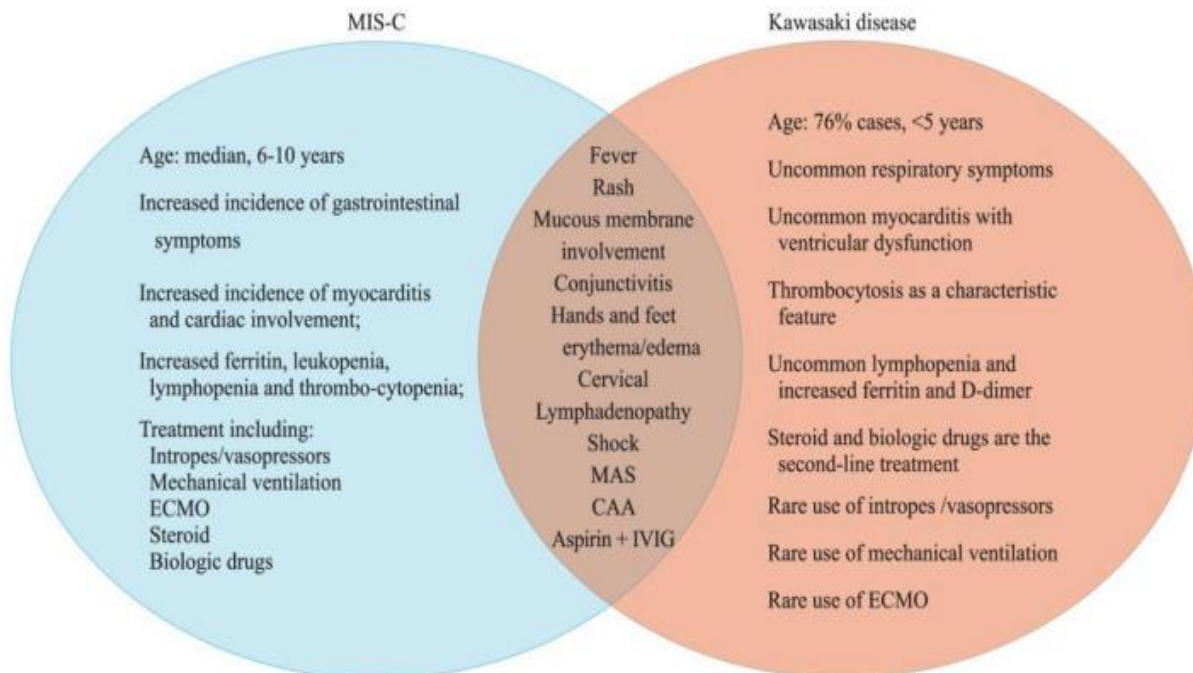 MIS-C
Kawasaki disease
Age: median, 6-10 years
Increased incidence of gastrointestinal
symptoms
Increased incidence of myocarditis
and cardiac involvement;
Increased ferritin, leukopenia,
lymphopenia and thrombo-cytopenia;
Treatment including:
Intropes/vasopressors
Mechanical ventilation
ECMO
Steroid
Biologic drugs
Fever
Rash
Mucous membrane
involvement
Conjunctivitis
Hands and feet
erythema/edema
Cervical
Lymphadenopathy
Shock
MAS
CAA
Aspirin + IVIG
Age: 76% cases, <5 years
Uncommon respiratory symptoms
Uncommon myocarditis with
ventricular dysfunction
Thrombocytosis as a characteristic
feature
Uncommon lymphopenia and
increased ferritin and D-dimer
Steroid and biologic drugs are the
second-line treatment
Rare use of intropes /vasopressors
Rare use of mechanical ventilation
Rare use of ECMO